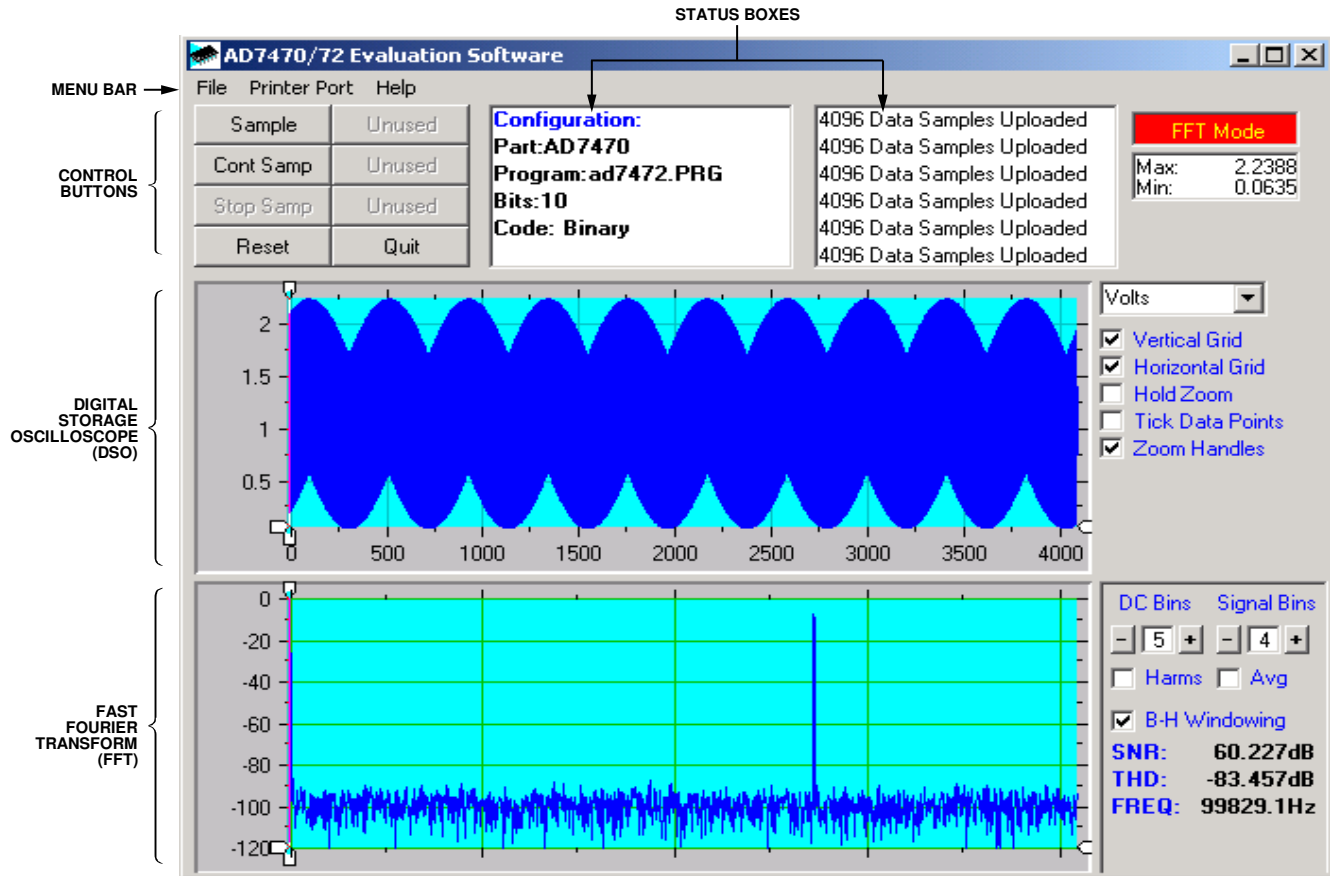 STATUS BOXES
AD7470/72 Evaluation Software
MENU BAR
File Printer Port Help
CONTROL
BUTTONS
Sample Unused
Cont Samp Unused
Stop Samp Unused
Reset Quit
Configuration:
Part:AD7470
Program:ad7472.PRG
Bits:10
Code: Binary
4096 Data Samples Uploaded
4096 Data Samples Uploaded
4096 Data Samples Uploaded
4096 Data Samples Uploaded
4096 Data Samples Uploaded
4096 Data Samples Uploaded
FFT Mode
Max: 2.2388
Min: 0.0635
DIGITAL
STORAGE
OSCILLOSCOPE
(DSO)
2
1.5
1
0.5
0 500 1000 1500 2000 2500 3000 3500 4000
Volts
Vertical Grid
Horizontal Grid
Hold Zoom
Tick Data Points
Zoom Handles
FAST
FOURIER
TRANSFORM
(FFT)
0
-20
-40
-60
-80
-100
-120
DC Bins Signal Bins
- 5 + - 4 +
Harms Avg
B-H Windowing
SNR: 60.227dB
THD: -83.457dB
FREQ: 99829.1Hz